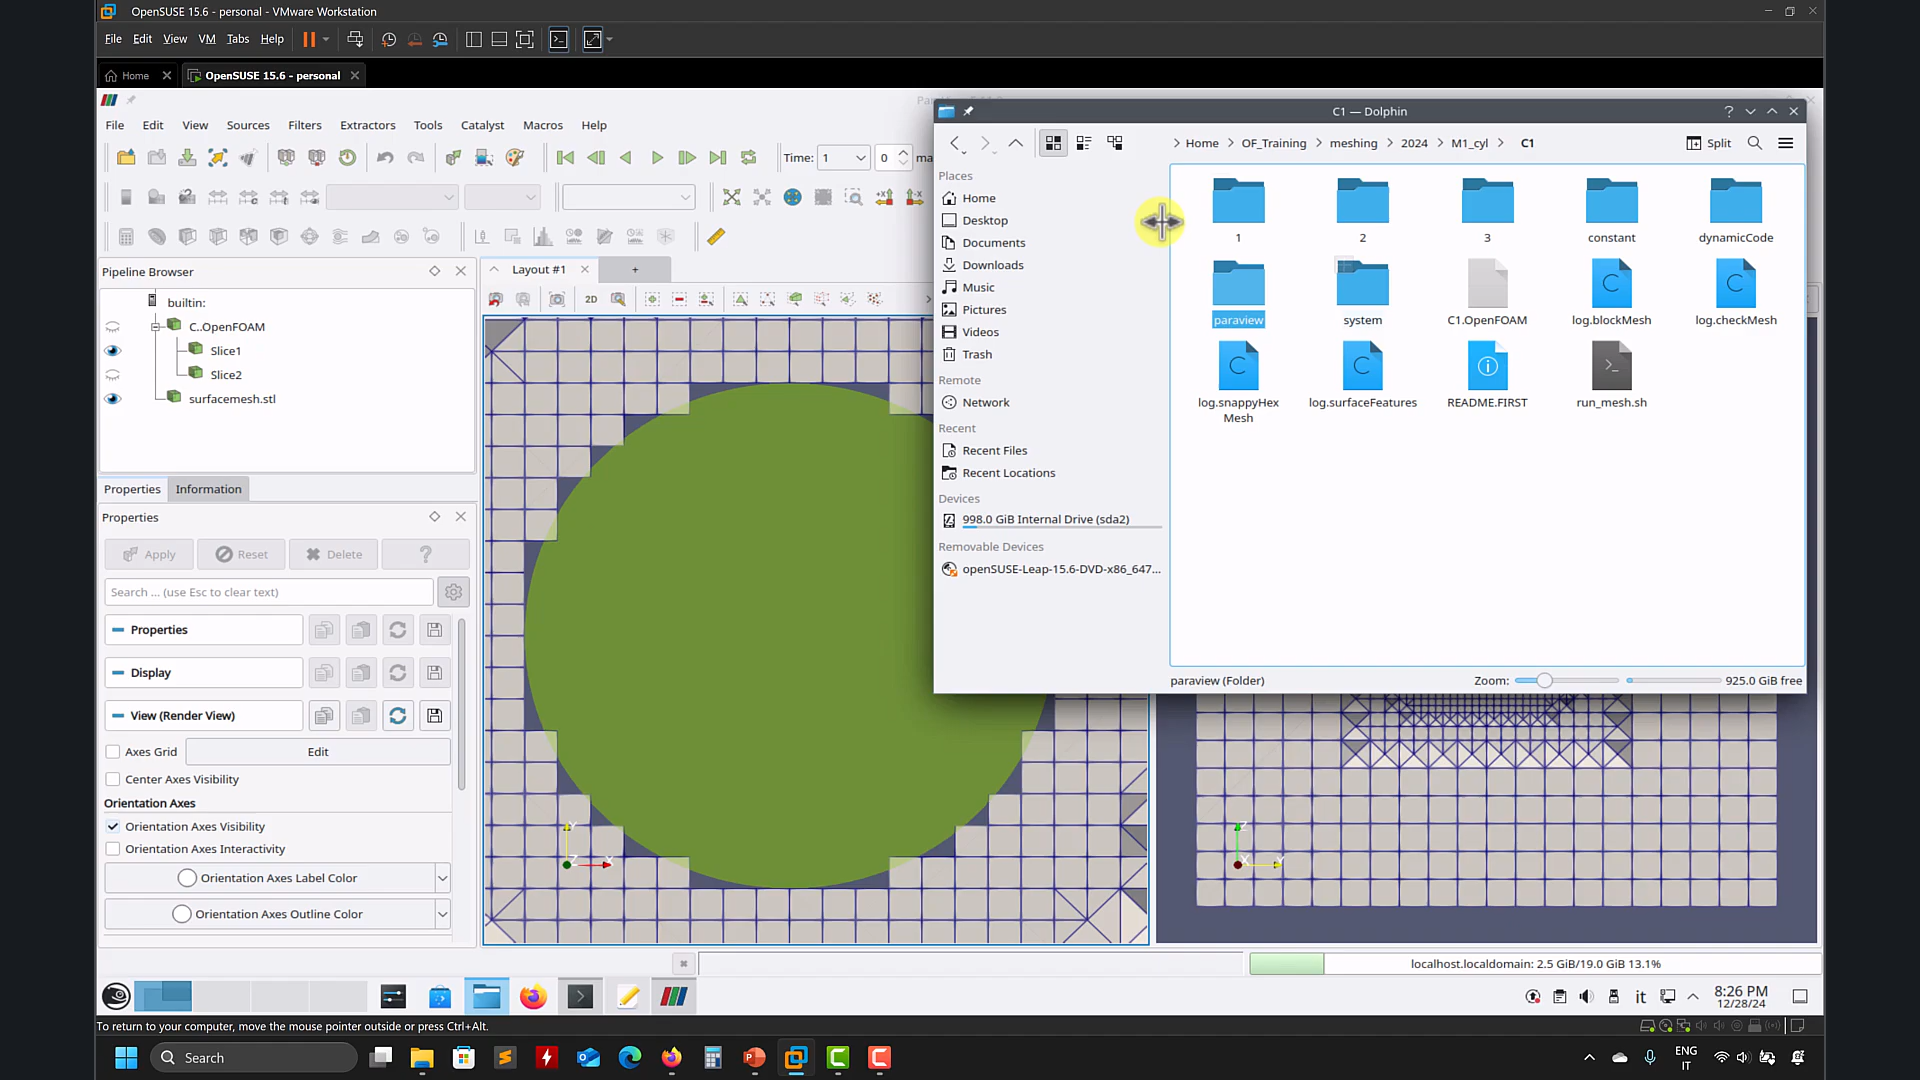 OpenSUSE 15.6 - personal - VMware Workstation
File Edit View VM Tabs Help
Home
OpenSUSE 15.6 - personal
File Edit View Sources Filters Extractors Tools Catalyst Macros Help
Time: 1
0
Pipeline Browser
builtin:
C..OpenFOAM
Slice1
Slice2
surfacemesh.stl
Properties
Information
Properties
Apply
Reset
Delete
?
Search ... (use Esc to clear text)
Properties
Display
View (Render View)
Axes Grid
Edit
Center Axes Visibility
Orientation Axes
Orientation Axes Visibility
Orientation Axes Interactivity
Orientation Axes Label Color
Orientation Axes Outline Color
Layout #1
+
2D
C1 — Dolphin
Home
OF_Training
meshing
2024
M1_cyl
C1
Split
Places
Home
Desktop
Documents
Downloads
Music
Pictures
Videos
Trash
Remote
Network
Recent
Recent Files
Recent Locations
Devices
998.0 GiB Internal Drive (sda2)
Removable Devices
openSUSE-Leap-15.6-DVD-x86_647...
1
2
3
constant
dynamicCode
paraview
system
C1.OpenFOAM
log.blockMesh
log.checkMesh
log.snappyHex
Mesh
log.surfaceFeatures
README.FIRST
run_mesh.sh
paraview (Folder)
Zoom:
925.0 GiB free
localhost.localdomain: 2.5 GiB/19.0 GiB 13.1%
it
8:26 PM
12/28/24
To return to your computer, move the mouse pointer outside or press Ctrl+Alt.
Search
ENG
IT